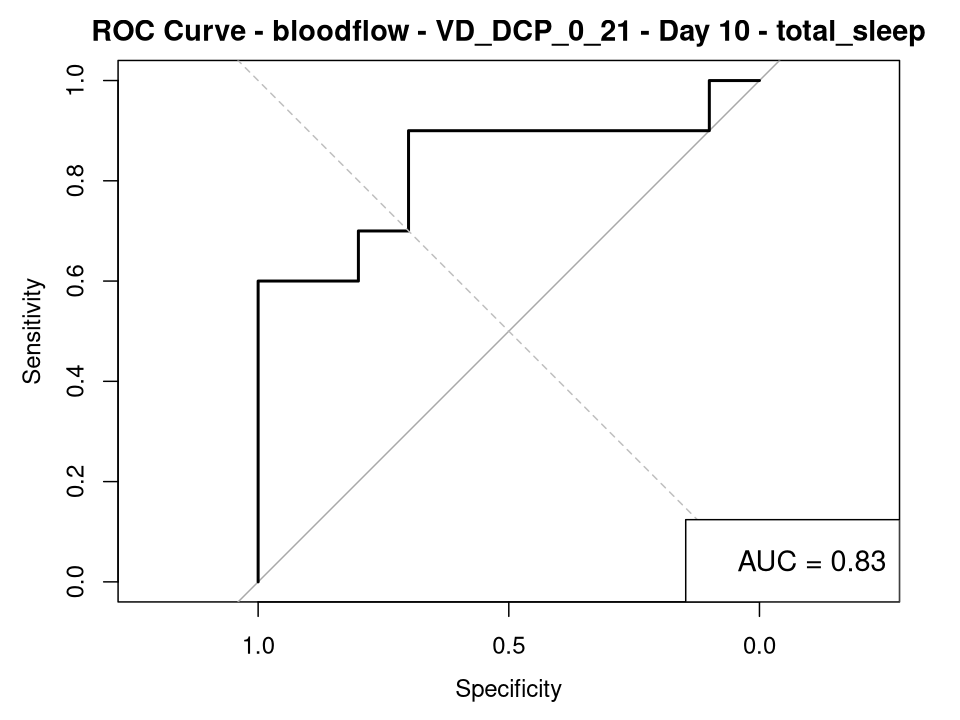 ROC Curve - bloodflow - VD_DCP_0_21 - Day 10 - total_sleep
1.0
0.8
0.6
0.4
0.2
0.0
Sensitivity
AUC = 0.83
1.0 0.5 0.0
Specificity